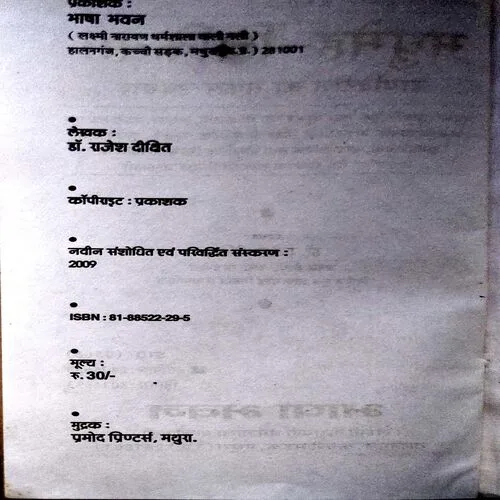 प्रकाशक :
भाषा भवन
( लक्ष्मी नारायण धर्मशाला वाली गली )
हालनगंज, कच्ची सड़क, मथुरा ) 281001
लेखक :
डॉ. राजेश दीक्षित
कॉपीराइट : प्रकाशक
नवीन संशोधित एवं परिवर्द्धित संस्करण :
2009
ISBN : 81-88522-29-5
मूल्य :
रु. 30/-
मुद्रक :
प्रमोद प्रिण्टर्स, मथुरा.